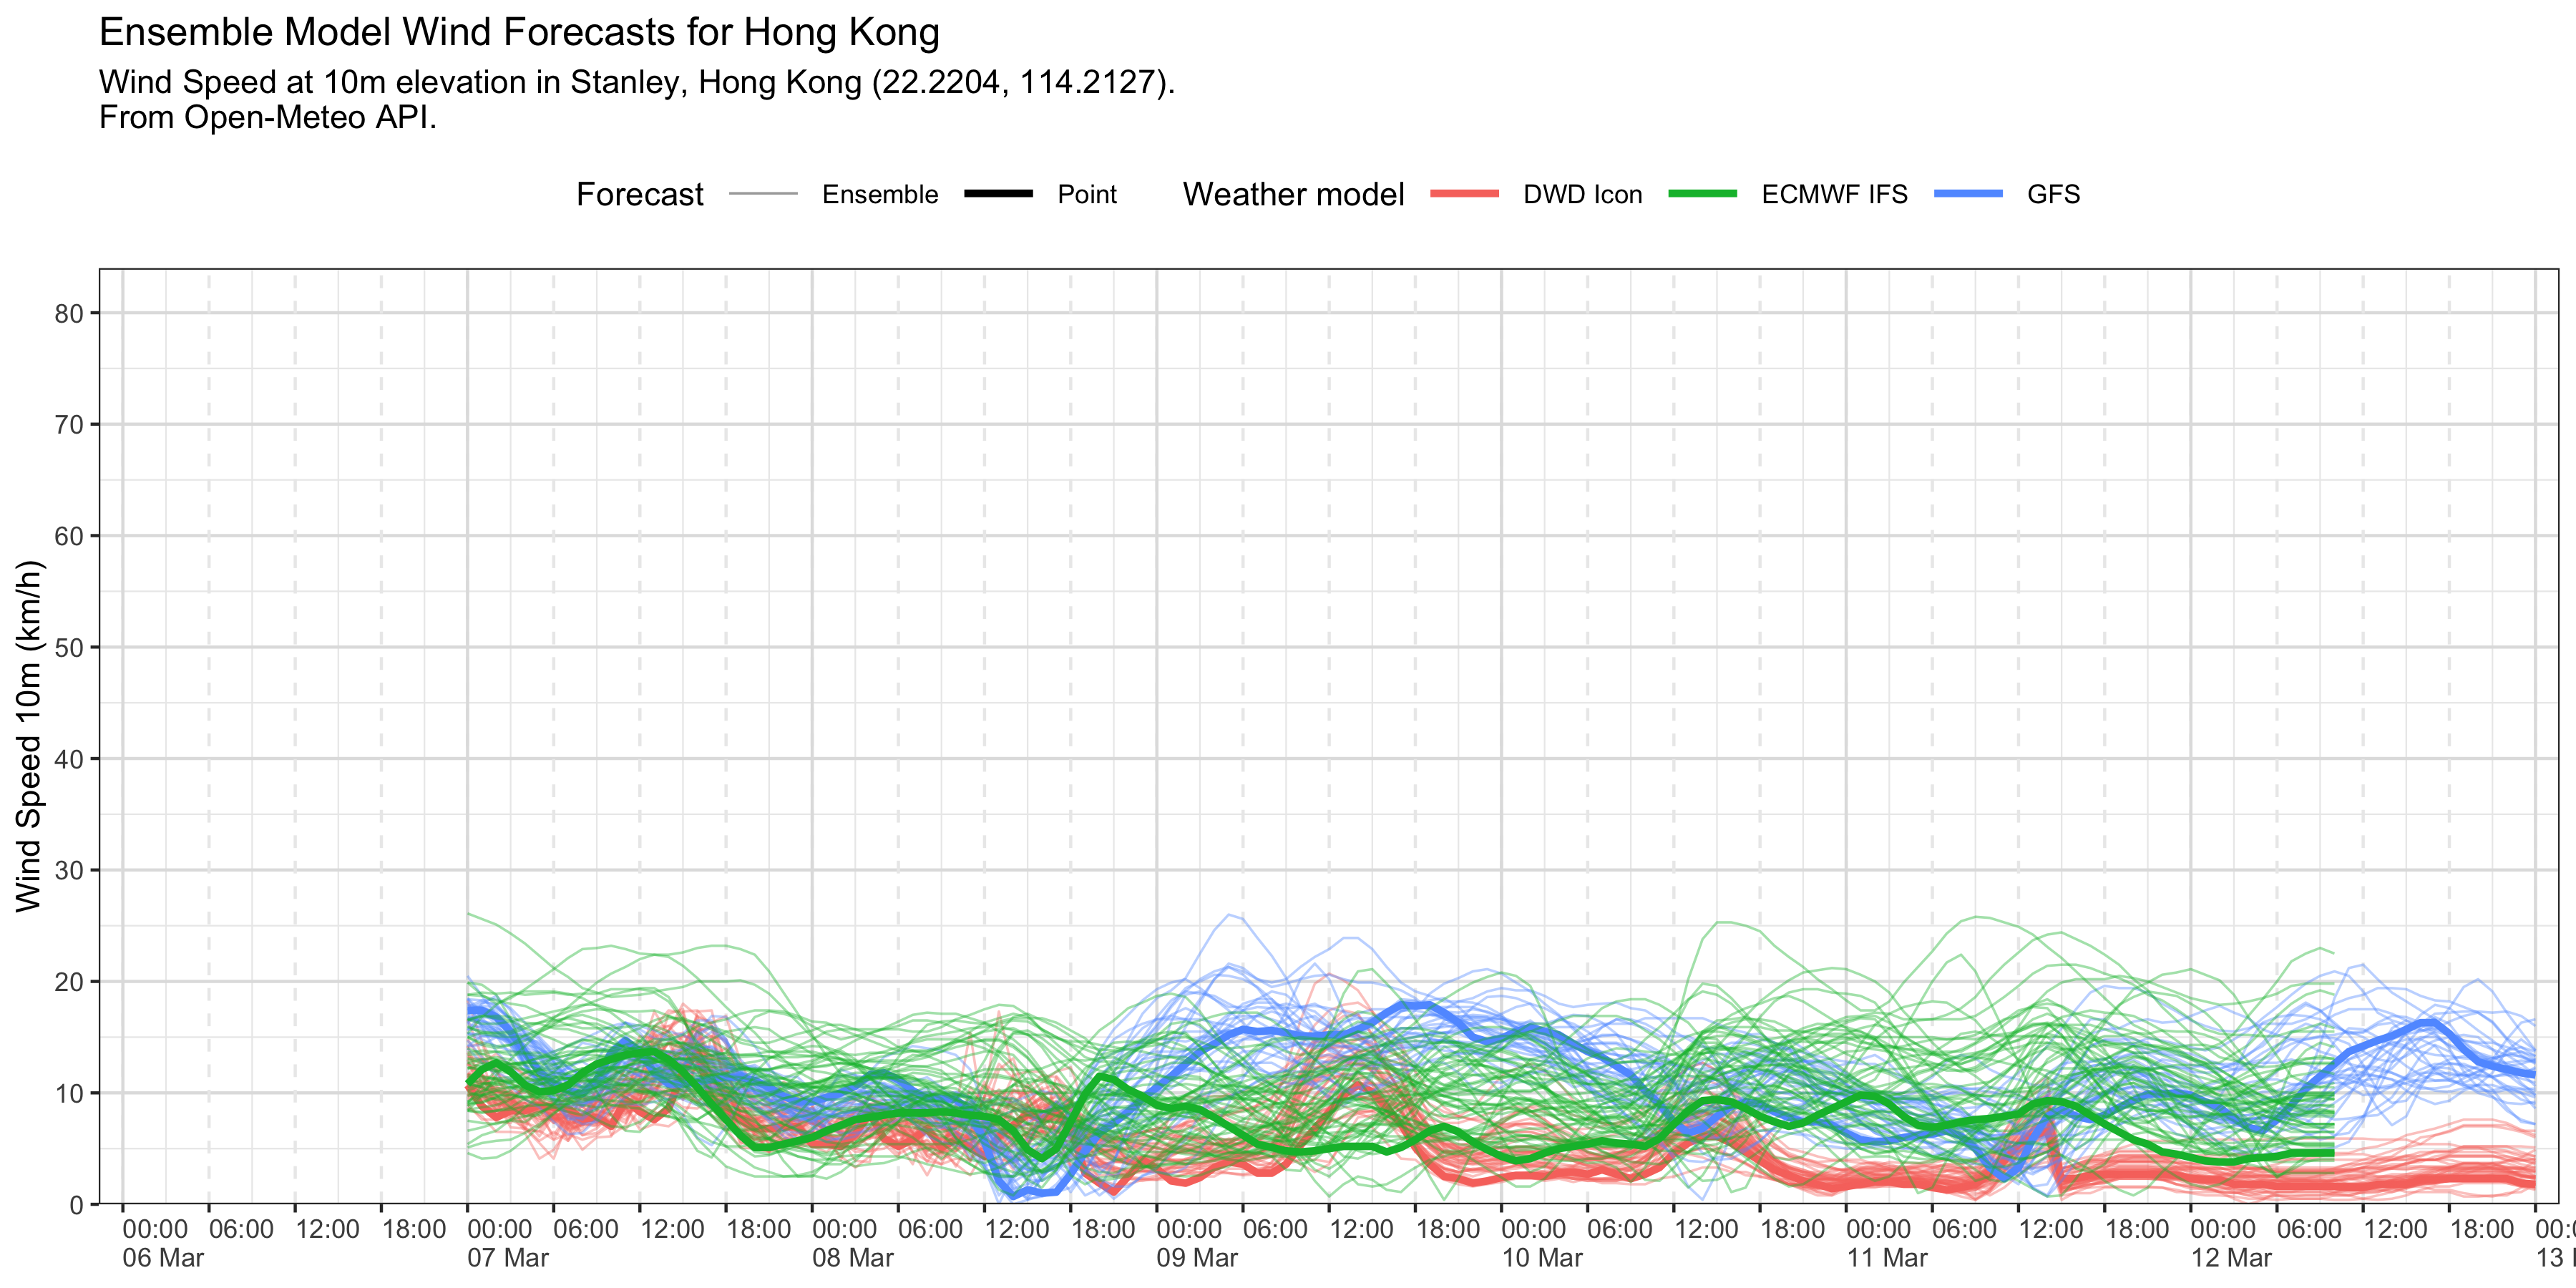 Ensemble Model Wind Forecasts for Hong Kong
Wind Speed at 10m elevation in Stanley, Hong Kong (22.2204, 114.2127).
From Open-Meteo API.
Forecast Ensemble Point Weather model DWD Icon ECMWF IFS GFS
Wind Speed 10m (km/h)
80
70
60
50
40
30
20
10
0
00:00 06:00 12:00 18:00 00:00 06:00 12:00 18:00 00:00 06:00 12:00 18:00 00:00 06:00 12:00 18:00 00:00 06:00 12:00 18:00 00:00 06:00 12:00 18:00 00:00 06:00 12:00 18:00
06 Mar 07 Mar 08 Mar 09 Mar 10 Mar 11 Mar 12 Mar 13